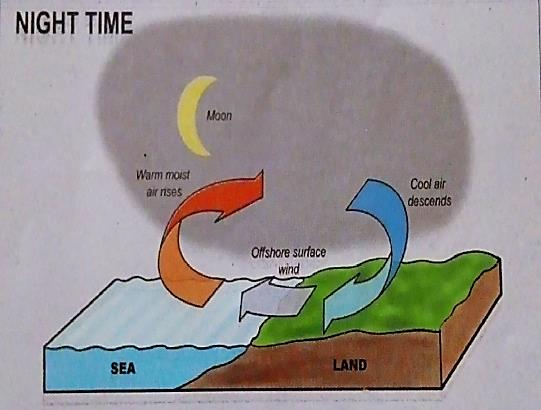 NIGHT TIME
Moon
Warm moist
air rises
Cool air
descends
Offshore surface
wind
SEA
LAND